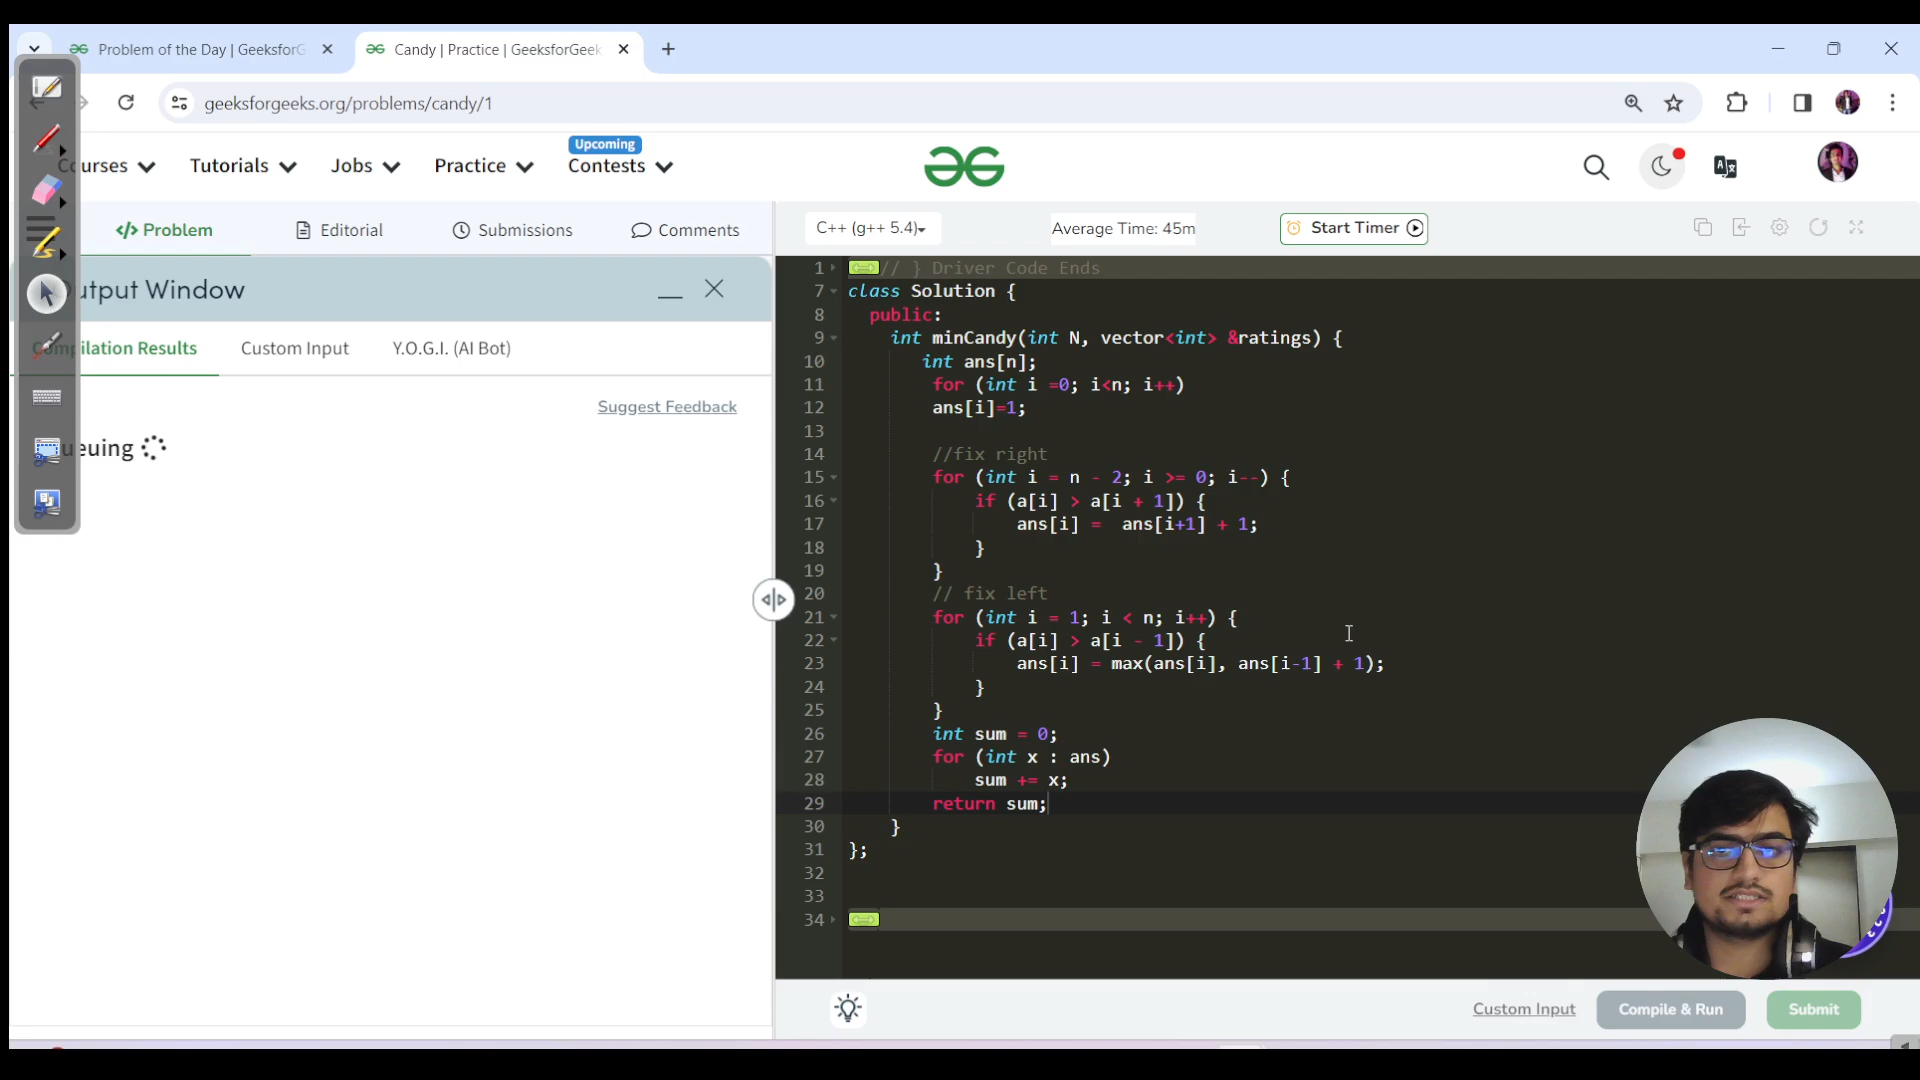 Problem of the Day | GeeksforG
Candy | Practice | GeeksforGeek
geeksforgeeks.org/problems/candy/1
Tutorials
Jobs
Practice
Upcoming
Contests
Problem
Editorial
Submissions
Comments
C++ (g++ 5.4)
Average Time: 45m
Start Timer
Window
Custom Input
Y.O.G.I. (AI Bot)
Results
Suggest Feedback
1 // } Driver Code Ends
7 class Solution {
8 public:
9 int minCandy(int N, vector<int> &ratings) {
10 int ans[n];
11 for (int i =0; i<n; i++)
12 ans[i]=1;
13
14 //fix right
15 for (int i = n - 2; i >= 0; i--) {
16 if (a[i] > a[i + 1]) {
17 ans[i] =  ans[i+1] + 1;
18 }
19 }
20 // fix left
21 for (int i = 1; i < n; i++) {
22 if (a[i] > a[i - 1]) {
23 ans[i] = max(ans[i], ans[i-1] + 1);
24 }
25 }
26 int sum = 0;
27 for (int x : ans)
28 sum += x;
29 return sum;
30 }
31 };
32
33
34
Custom Input
Compile & Run
Submit